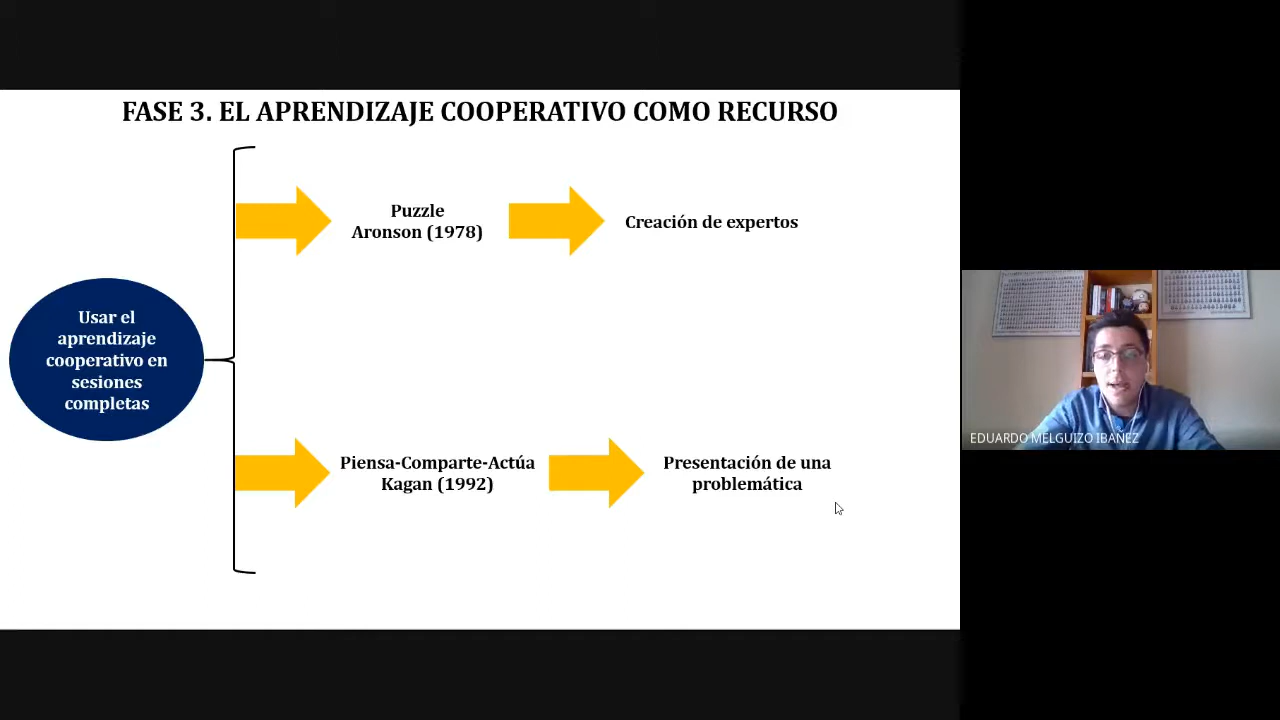 FASE 3. EL APRENDIZAJE COOPERATIVO COMO RECURSO
Puzzle
Aronson (1978)
Creación de expertos
Usar el
aprendizaje
cooperativo en
sesiones
completas
Piensa-Comparte-Actúa
Kagan (1992)
Presentación de una
problemática
EDUARDO MELGUIZO IBAÑEZ